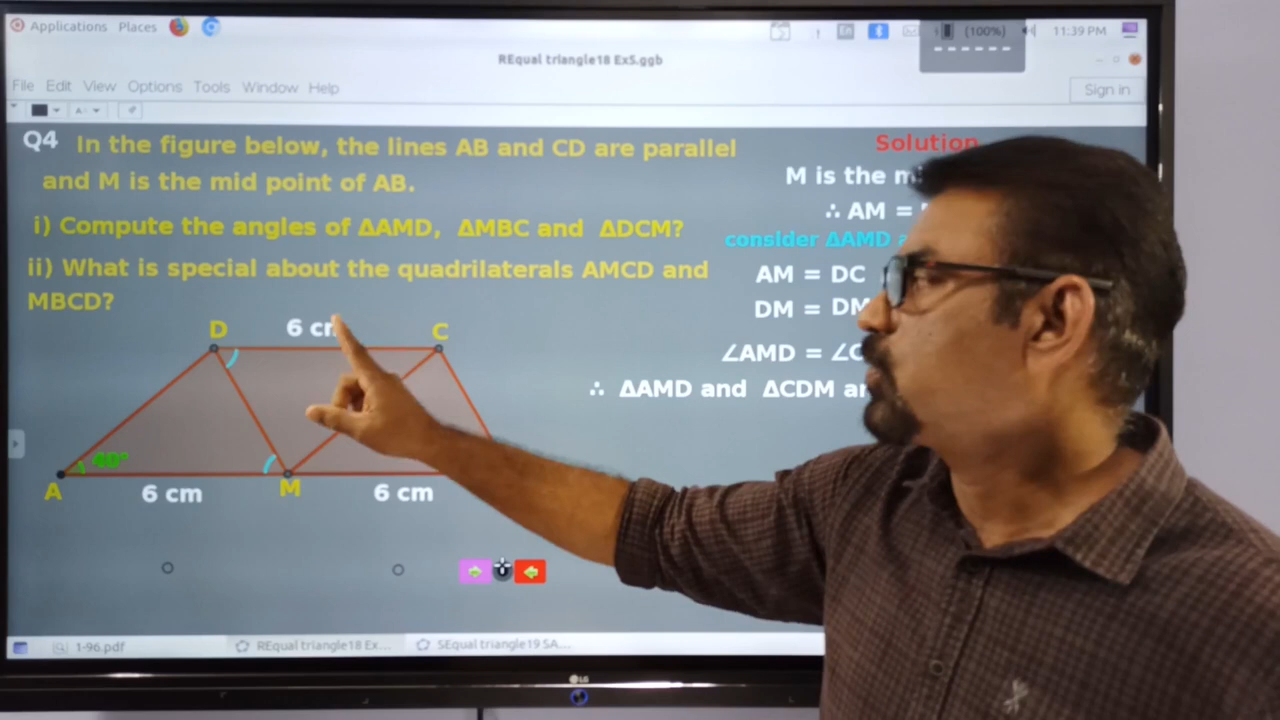 Applications Places En (100%) 11:39 PM
REqual triangle18 Ex5.ggb
File Edit View Options Tools Window Help
Sign in
Q4 In the figure below, the lines AB and CD are parallel
and M is the mid point of AB.
i) Compute the angles of ΔAMD, ΔMBC and ΔDCM?
ii) What is special about the quadrilaterals AMCD and
MBCD?
D 6 C
40°
A 6 cm M 6 cm
Solution
M is the
∴ AM =
consider ΔAMD
AM = DC
DM = DM
∠AMD =
∴ ΔAMD and ΔCDM
1-96.pdf REqual triangle18 Ex... SEqual triangle19 SA...
LG